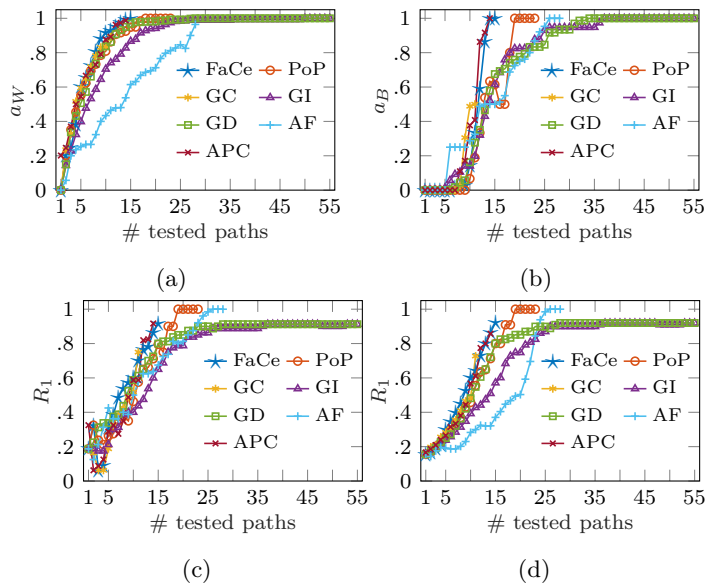 1
.8
.6
.4
.2
0
a_W
FaCe
PoP
GC
GI
GD
AF
APC
1 5 15 25 35 45 55
# tested paths
(a)
1
.8
.6
.4
.2
0
a_B
FaCe
PoP
GC
GI
GD
AF
APC
1 5 15 25 35 45 55
# tested paths
(b)
1
.8
.6
.4
.2
0
R_1
FaCe
PoP
GC
GI
GD
AF
APC
1 5 15 25 35 45 55
# tested paths
(c)
1
.8
.6
.4
.2
0
R_1
FaCe
PoP
GC
GI
GD
AF
APC
1 5 15 25 35 45 55
# tested paths
(d)